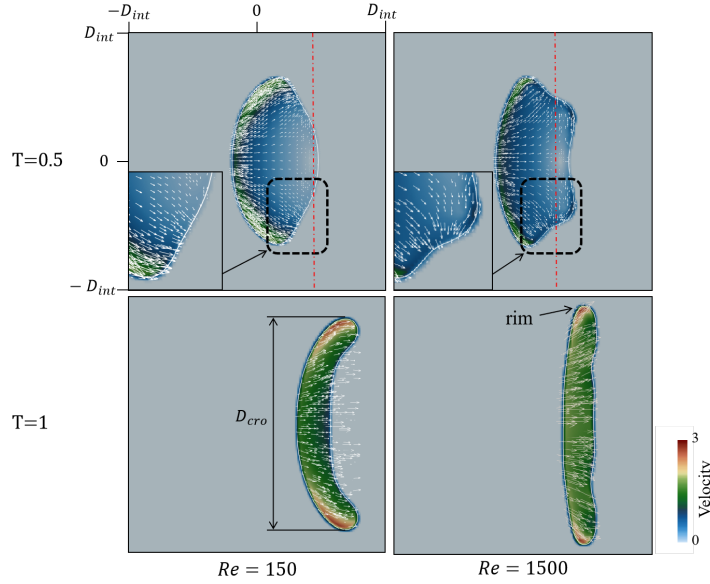 −D_int 0 D_int
D_int
T=0.5
0
− D_int
rim
D_cro
T=1
3
Velocity
0
Re = 150 Re = 1500